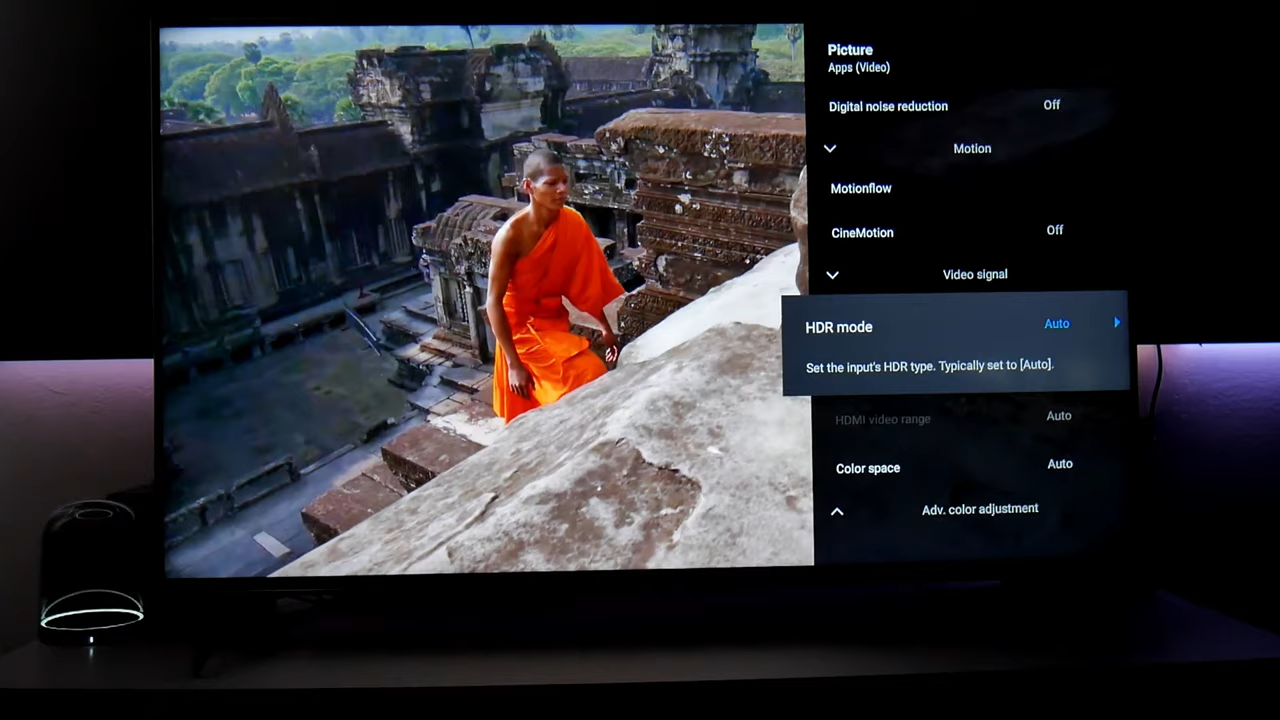 Picture
Apps (Video)
Digital noise reduction Off
Motion
Motionflow
CineMotion Off
Video signal
HDR mode Auto
Set the input's HDR type. Typically set to [Auto].
HDMI video range Auto
Color space Auto
Adv. color adjustment